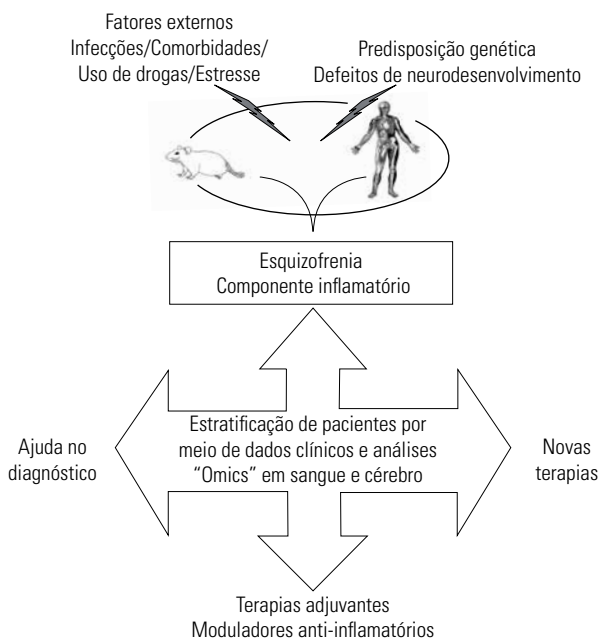 Fatores externos
Infecções/Comorbidades/
Uso de drogas/Estresse
Predisposição genética
Defeitos de neurodesenvolvimento
Esquizofrenia
Componente inflamatório
Ajuda no
diagnóstico
Estratificação de pacientes por
meio de dados clínicos e análises
“Omics” em sangue e cérebro
Novas
terapias
Terapias adjuvantes
Moduladores anti-inflamatórios